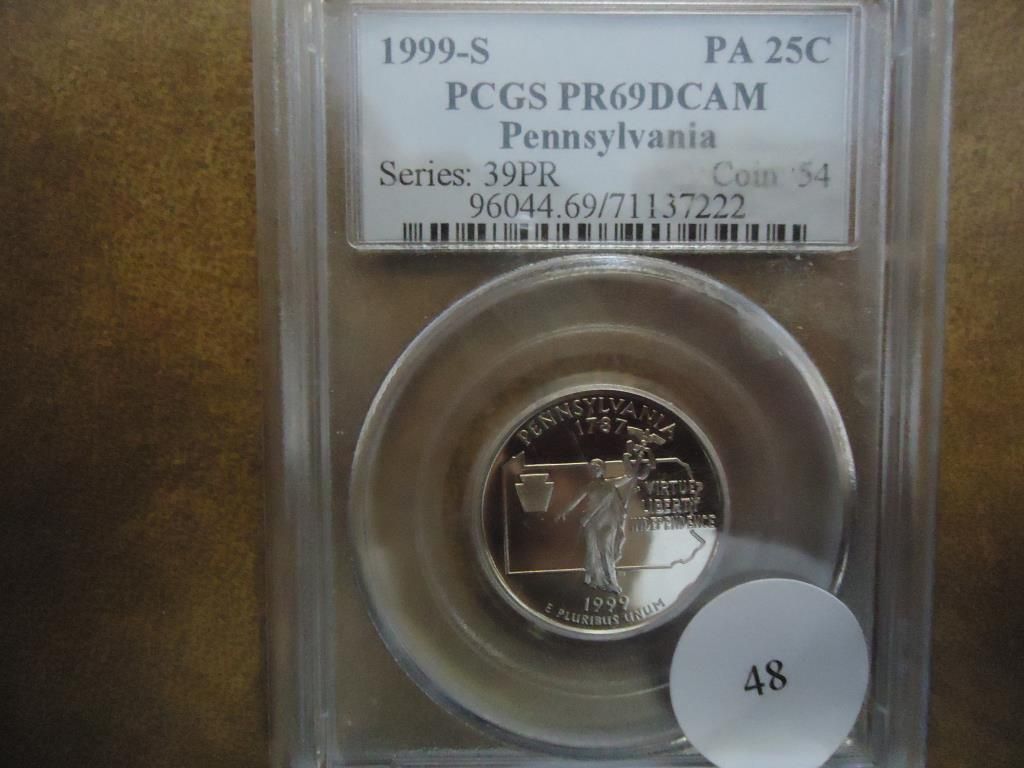 1999-S PA 25C
PCGS PR69DCAM
Pennsylvania
Series: 39PR Coin 54
96044.69/71137222
PENNSYLVANIA
1787
VIRTUE
LIBERTY
INDEPENDENCE
1999
E PLURIBUS UNUM
48